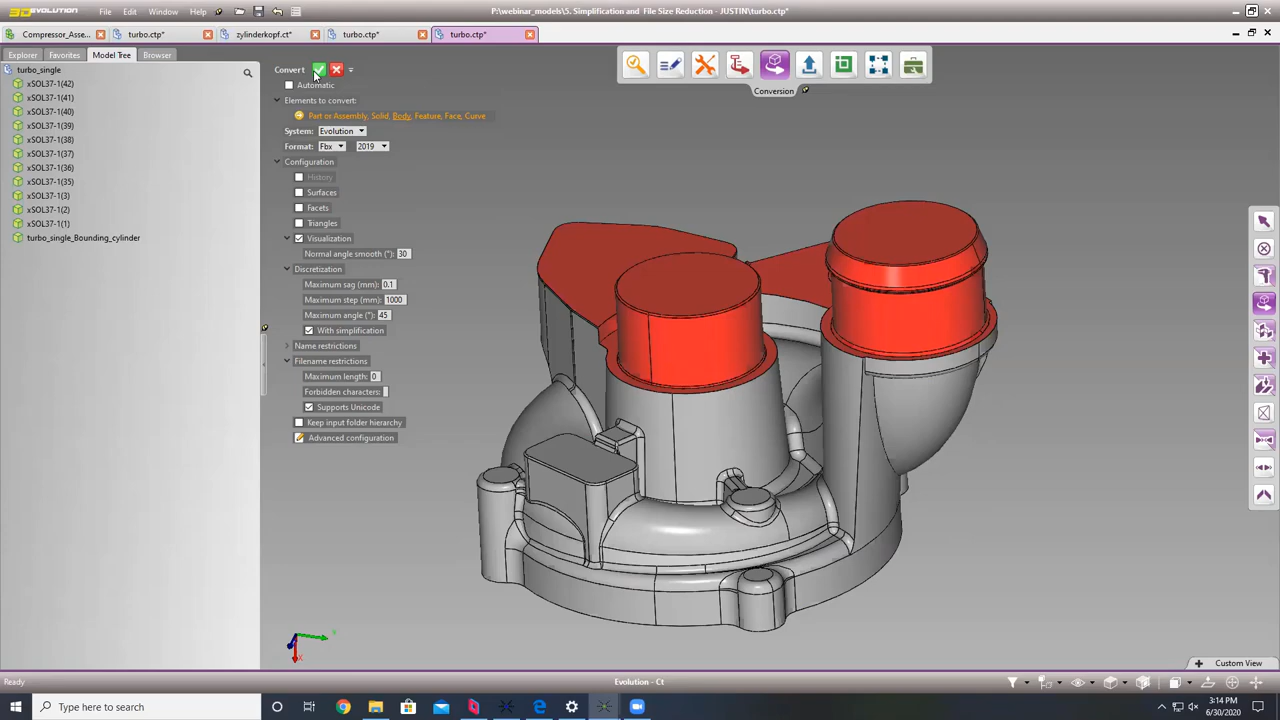 3DEVOLUTION File Edit Window Help P:\webinar_models\5. Simplification and File Size Reduction - JUSTIN\turbo.ctp*
Compressor_Asse... turbo.ctp* zylinderkopf.ct* turbo.ctp* turbo.ctp*
Explorer Favorites Model Tree Browser
turbo_single
xSOL37-1(42)
xSOL37-1(41)
xSOL37-1(40)
xSOL37-1(39)
xSOL37-1(38)
xSOL37-1(37)
xSOL37-1(36)
xSOL37-1(35)
xSOL37-1(3)
xSOL37-1(2)
xSOL37-1(1)
turbo_single_Bounding_cylinder
Convert
Automatic
Elements to convert:
Part or Assembly, Solid, Body, Feature, Face, Curve
System: Evolution
Format: Fbx 2019
Configuration
History
Surfaces
Facets
Triangles
Visualization
Normal angle smooth (°): 30
Discretization
Maximum sag (mm): 0.1
Maximum step (mm): 1000
Maximum angle (°): 45
With simplification
Name restrictions
Filename restrictions
Maximum length: 0
Forbidden characters:
Supports Unicode
Keep input folder hierarchy
Advanced configuration
Conversion
X
Custom View
Ready Evolution - Ct
Type here to search
3:14 PM
6/30/2020